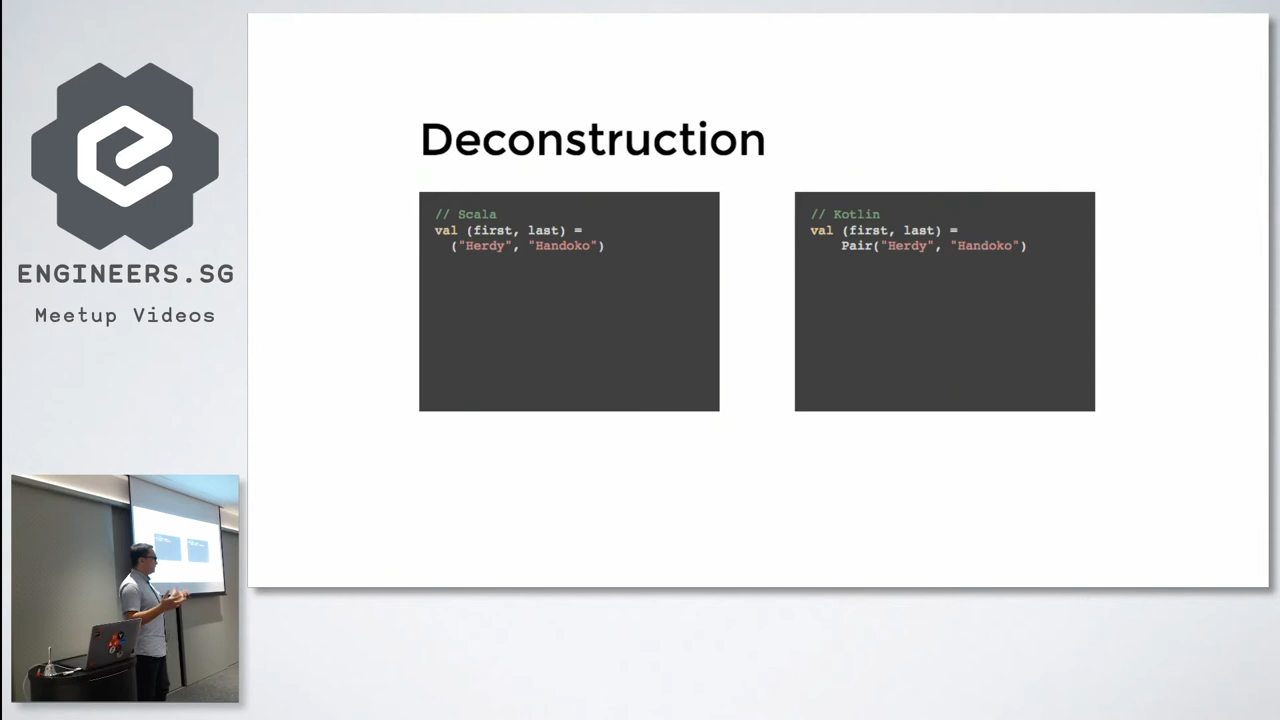 ENGINEERS.SG
Meetup Videos
Deconstruction
// Scala
val (first, last) =
("Herdy", "Handoko")
// Kotlin
val (first, last) =
Pair("Herdy", "Handoko")